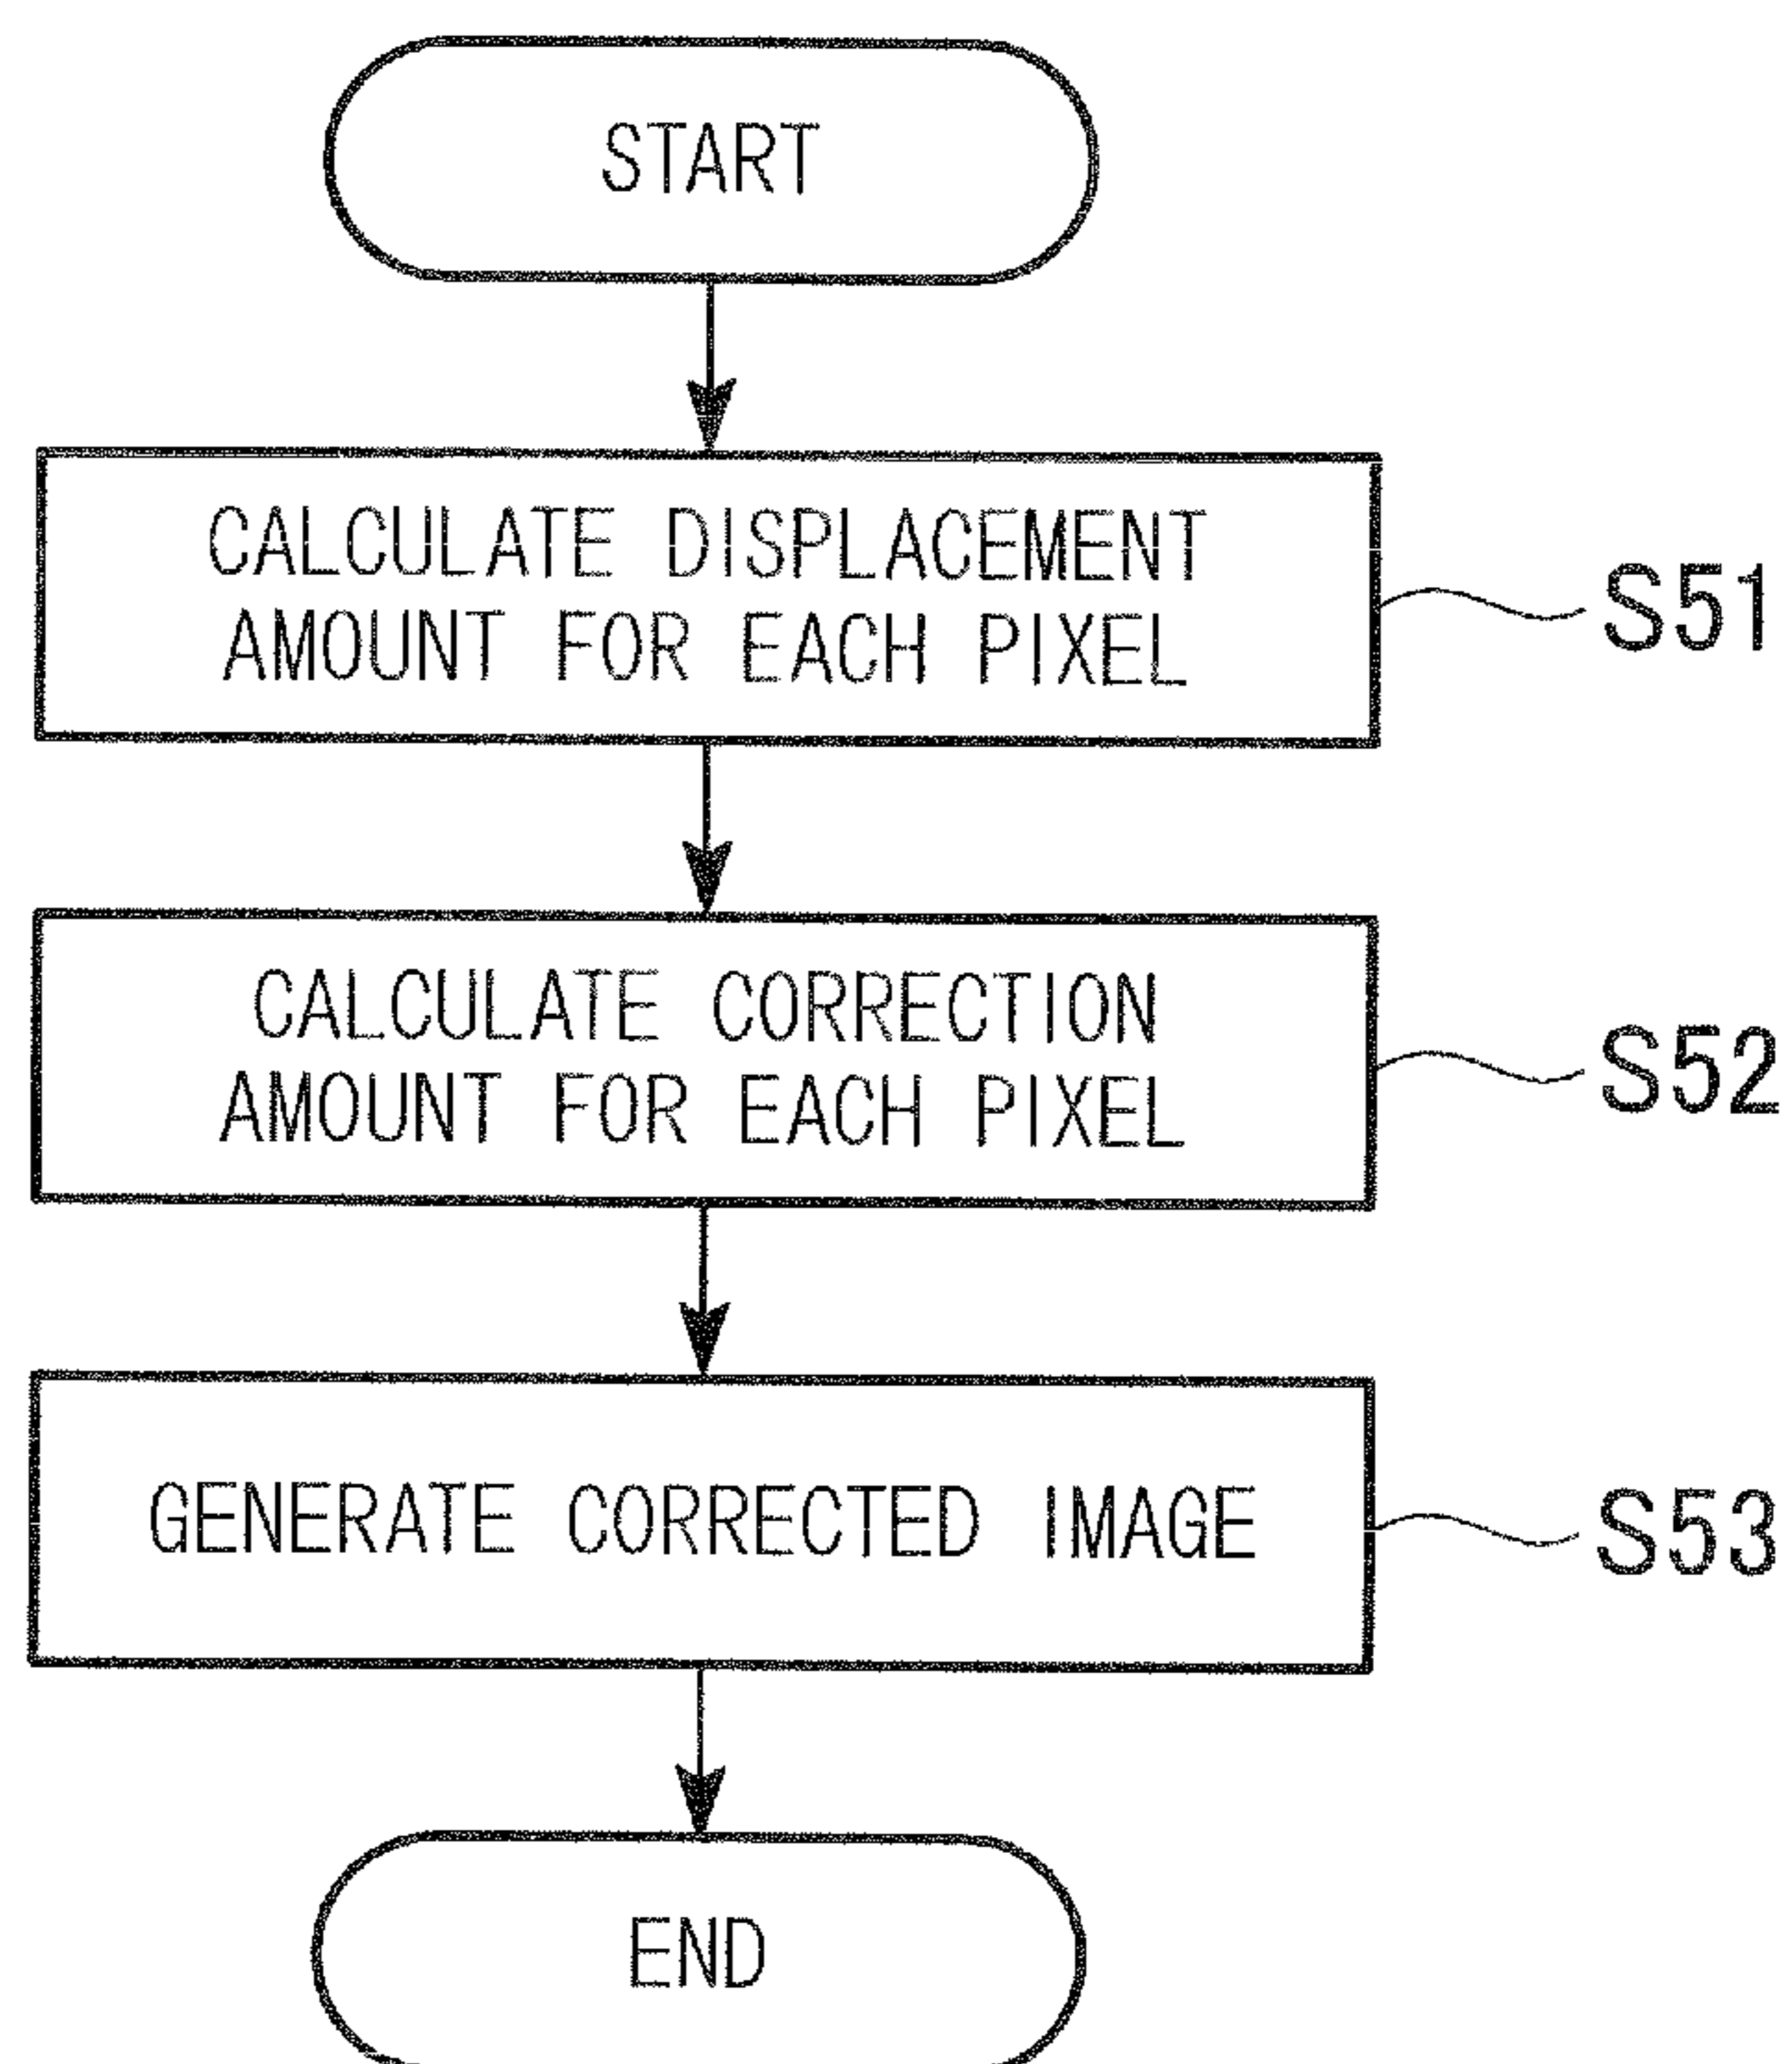 START
CALCULATE DISPLACEMENT
AMOUNT FOR EACH PIXEL
S51
CALCULATE CORRECTION
AMOUNT FOR EACH PIXEL
S52
GENERATE CORRECTED IMAGE
S53
END